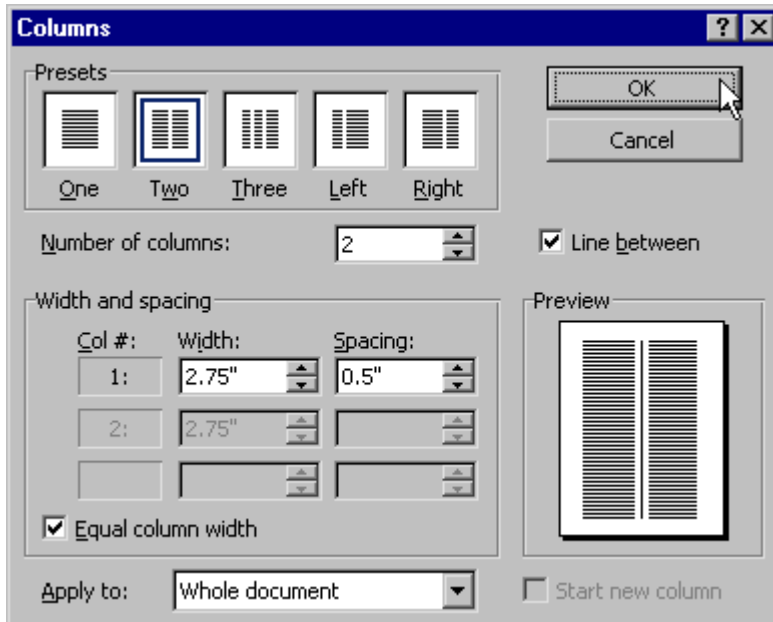 Columns
Presets
OK
Cancel
One Two Three Left Right
Number of columns: 2
Line between
Width and spacing
Preview
Col #: Width: Spacing:
1: 2.75" 0.5"
2: 2.75"
Equal column width
Apply to: Whole document
Start new column